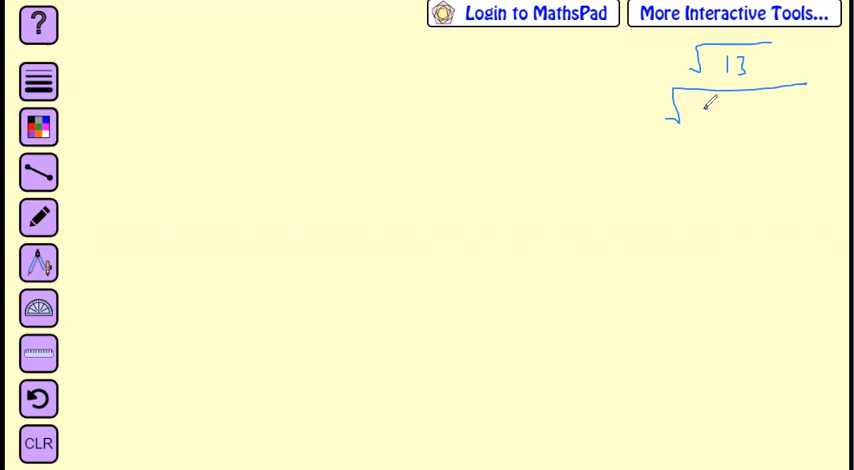 ?
Login to MathsPad
More Interactive Tools...
√13
√
CLR